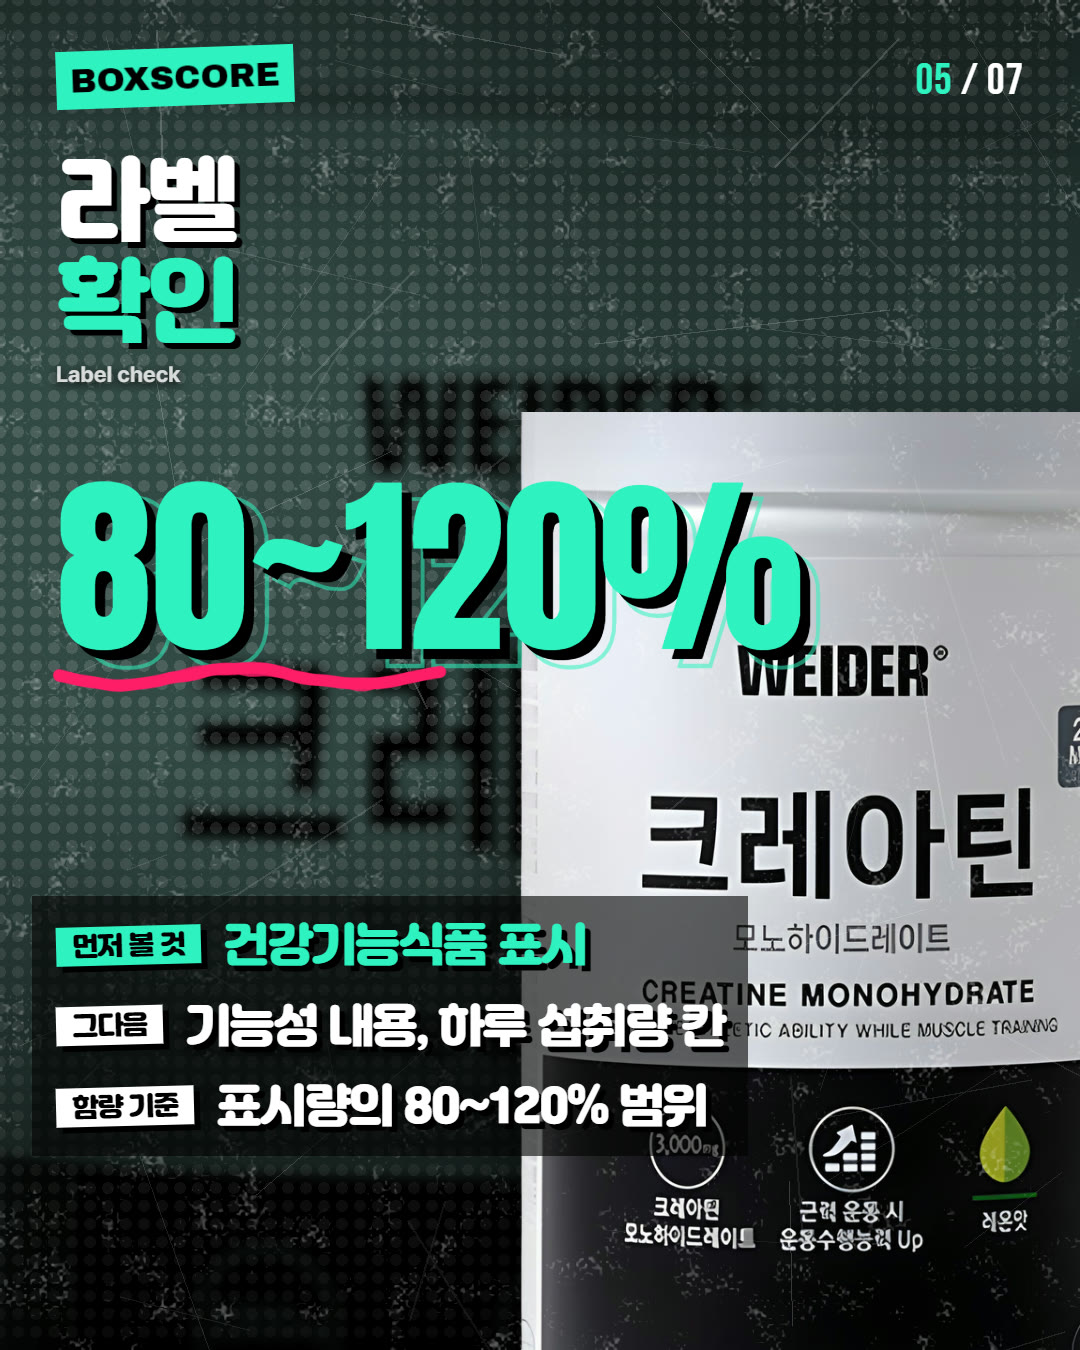 BOXSCORE
05 / 07
라벨
확인
Label check
80~120%
WEIDER®
크레아틴
모노하이드레이트
CREATINE MONOHYDRATE
ETIC ABILITY WHILE MUSCLE TRAINING
먼저 볼 것 건강기능식품 표시
그다음 기능성 내용, 하루 섭취량 칸
함량 기준 표시량의 80~120% 범위
3,000mg
크레아틴
모노하이드레이트
근력 운동 시
운동수행능력 Up
레몬맛